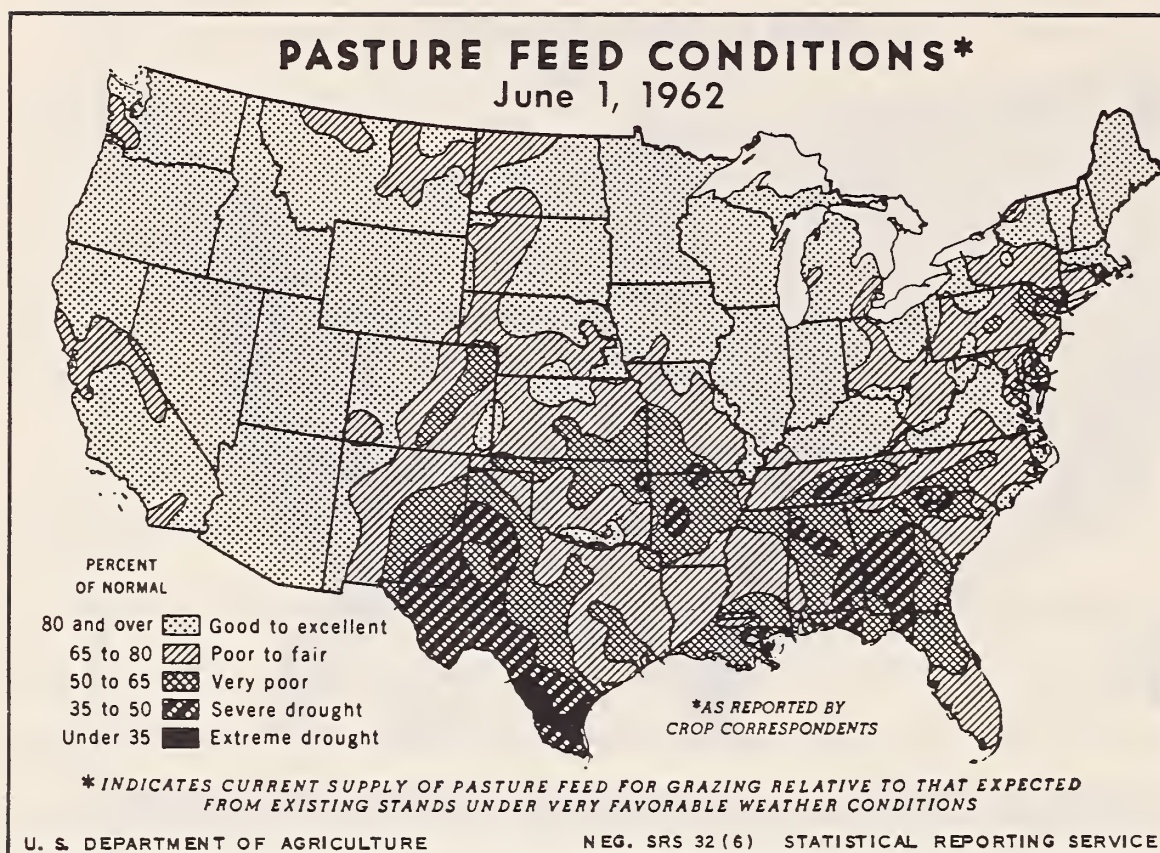 PASTURE FEED CONDITIONS*
June 1, 1962
PERCENT
OF NORMAL
80 and over Good to excellent
65 to 80 Poor to fair
50 to 65 Very poor
35 to 50 Severe drought
Under 35 Extreme drought
*AS REPORTED BY
CROP CORRESPONDENTS
* INDICATES CURRENT SUPPLY OF PASTURE FEED FOR GRAZING RELATIVE TO THAT EXPECTED
FROM EXISTING STANDS UNDER VERY FAVORABLE WEATHER CONDITIONS
U. S. DEPARTMENT OF AGRICULTURE NEG. SRS 32 (6) STATISTICAL REPORTING SERVICE